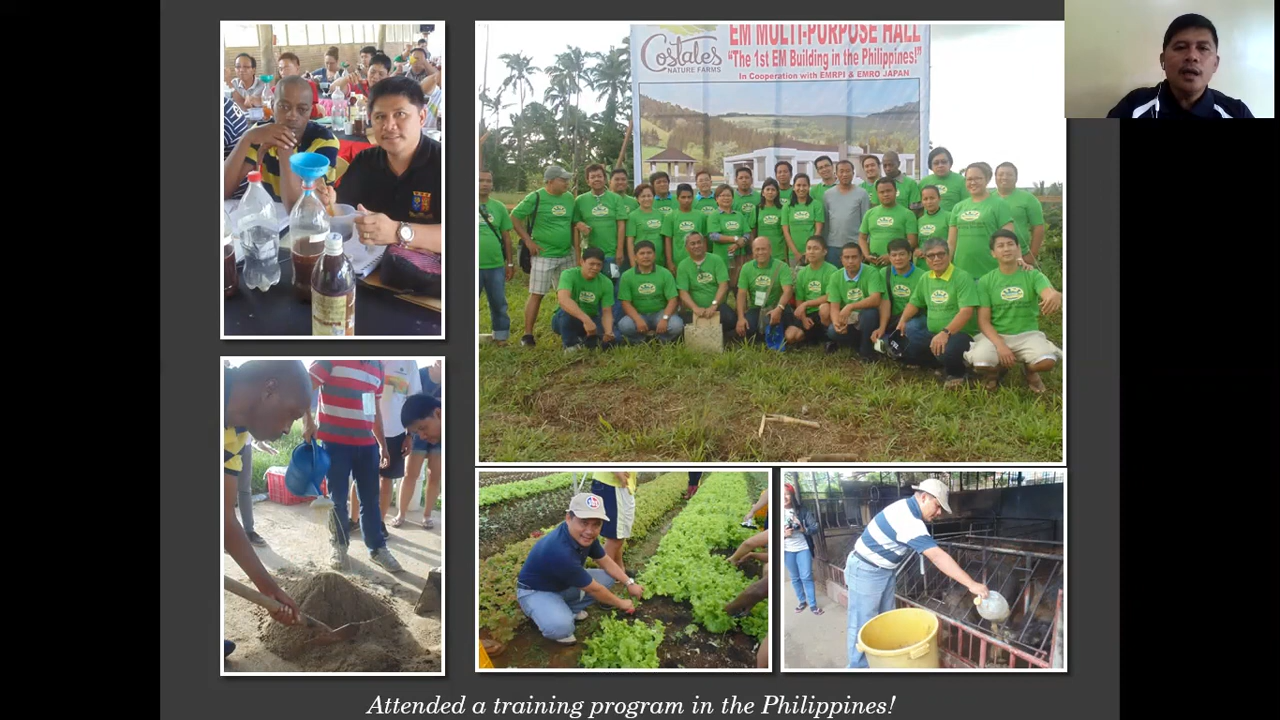 EM MULTI-PURPOSE HALL
Costales
NATURE FARMS
"The 1st EM Building in the Philippines!"
In Cooperation with EMRPI & EMRO JAPAN
Attended a training program in the Philippines!